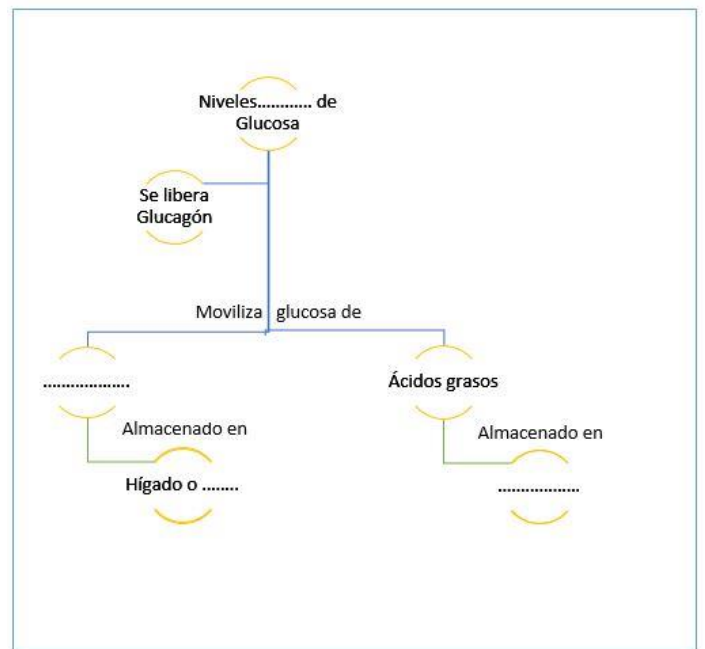 Niveles............ de
Glucosa
Se libera
Glucagón
Moviliza glucosa de
...................
Ácidos grasos
Almacenado en
Almacenado en
Hígado o ........
..................